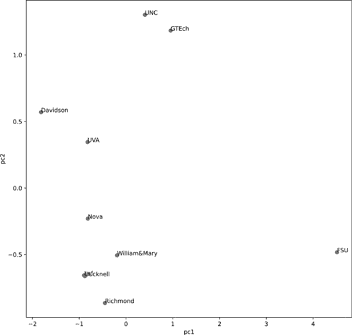 UNC
GTEch
1.0
Davidson
0.5
UVA
pc2
0.0
Nova
William&Mary
FSU
−0.5
Richmond
−2
−1
0
1
2
3
4
pc1